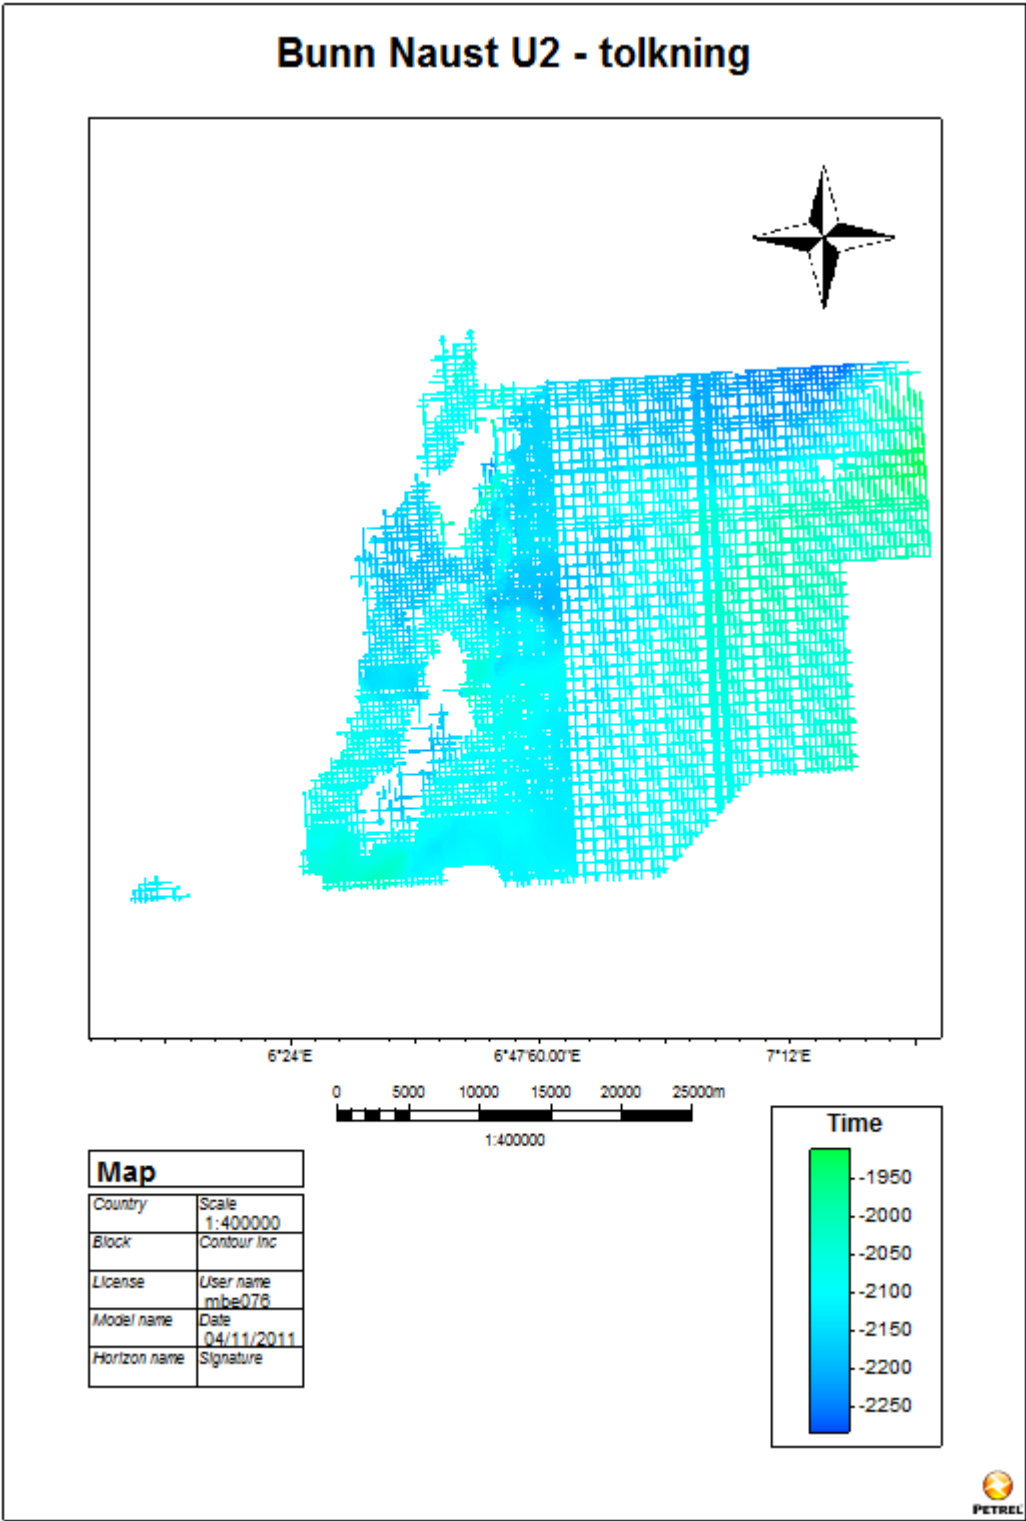 Bunn Naust U2 - tolkning
6°24'E 6°47'60.00"E 7°12'E
0 5000 10000 15000 20000 25000m
1:400000
Time
-1950
-2000
-2050
-2100
-2150
-2200
-2250
Map
Country Scale
1:400000
Block Contour inc
License User name
mbe076
Model name Date
04/11/2011
Horizon name Signature
PETREL